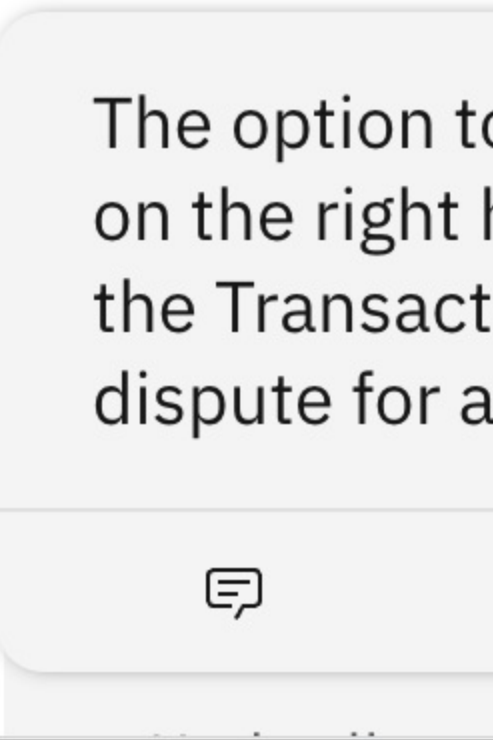 The option to
on the right h
the Transact
dispute for a